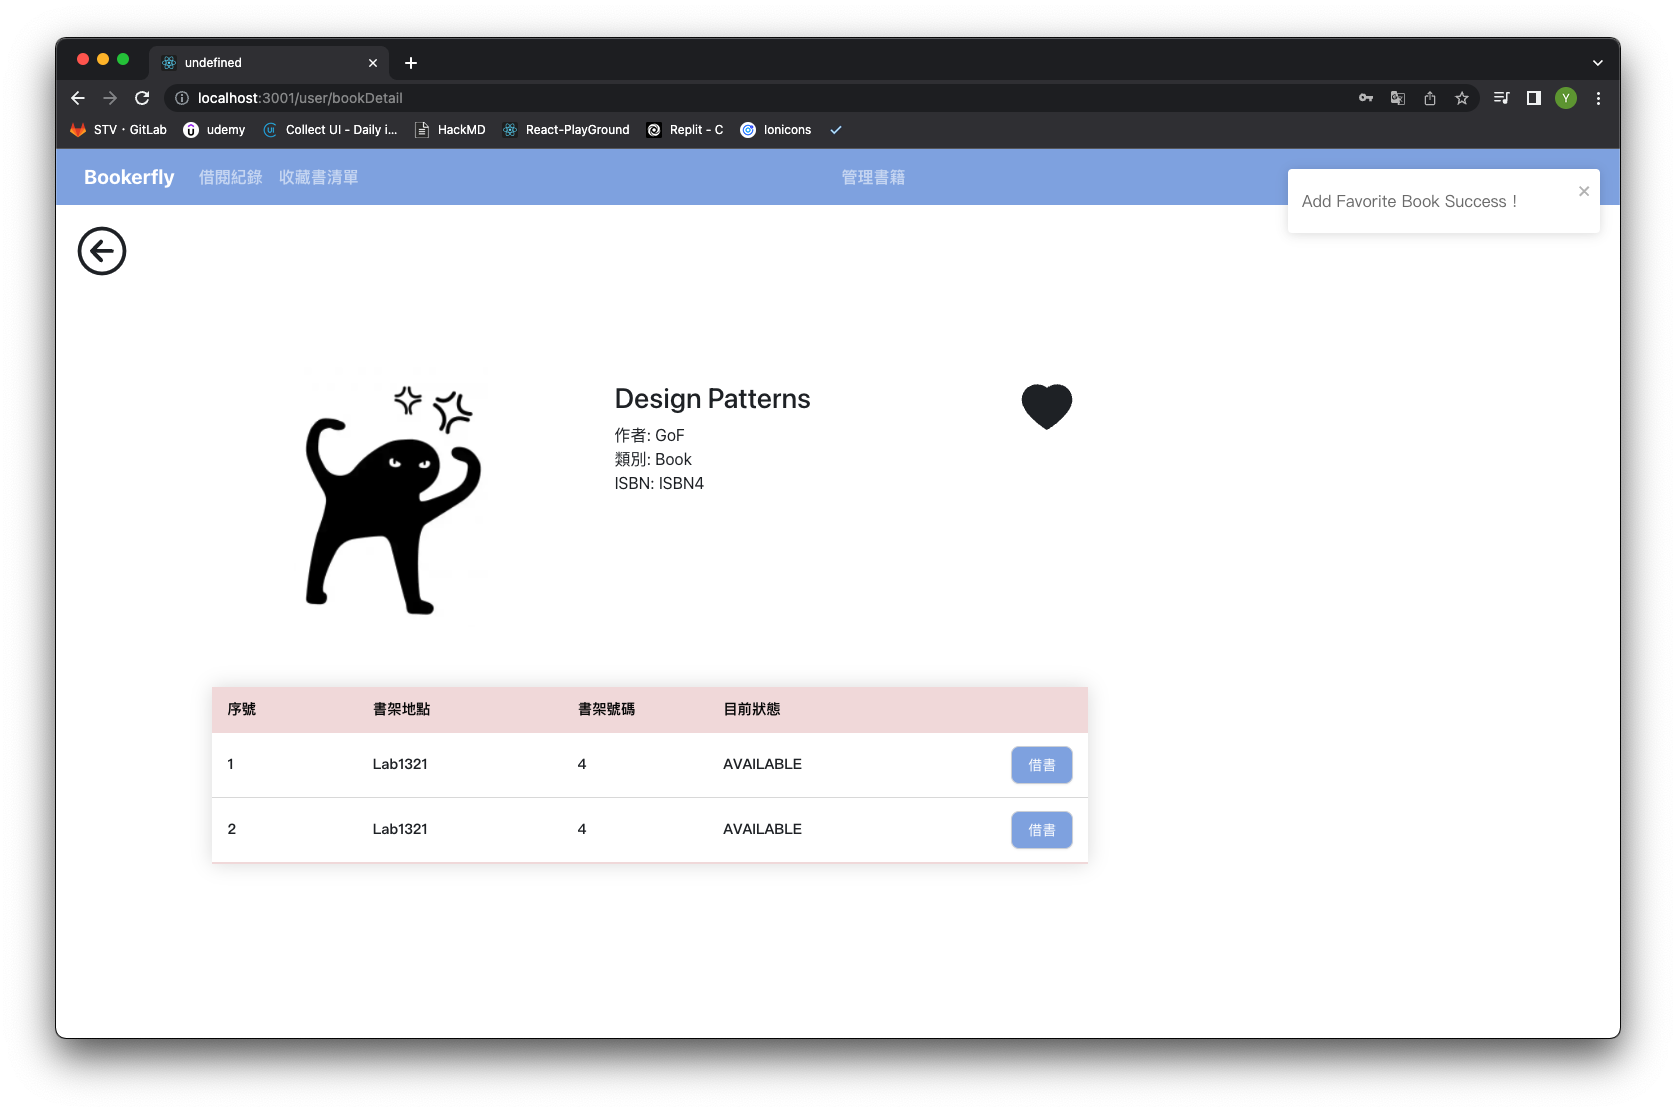 undefined
localhost:3001/user/bookDetail
Y
STV · GitLab
udemy
Collect UI - Daily i...
HackMD
React-PlayGround
Replit - C
Ionicons
Bookerfly
借閱紀錄
收藏書清單
管理書籍
Add Favorite Book Success !
Design Patterns
作者: GoF
類別: Book
ISBN: ISBN4
序號 書架地點 書架號碼 目前狀態
1 Lab1321 4 AVAILABLE 借書
2 Lab1321 4 AVAILABLE 借書